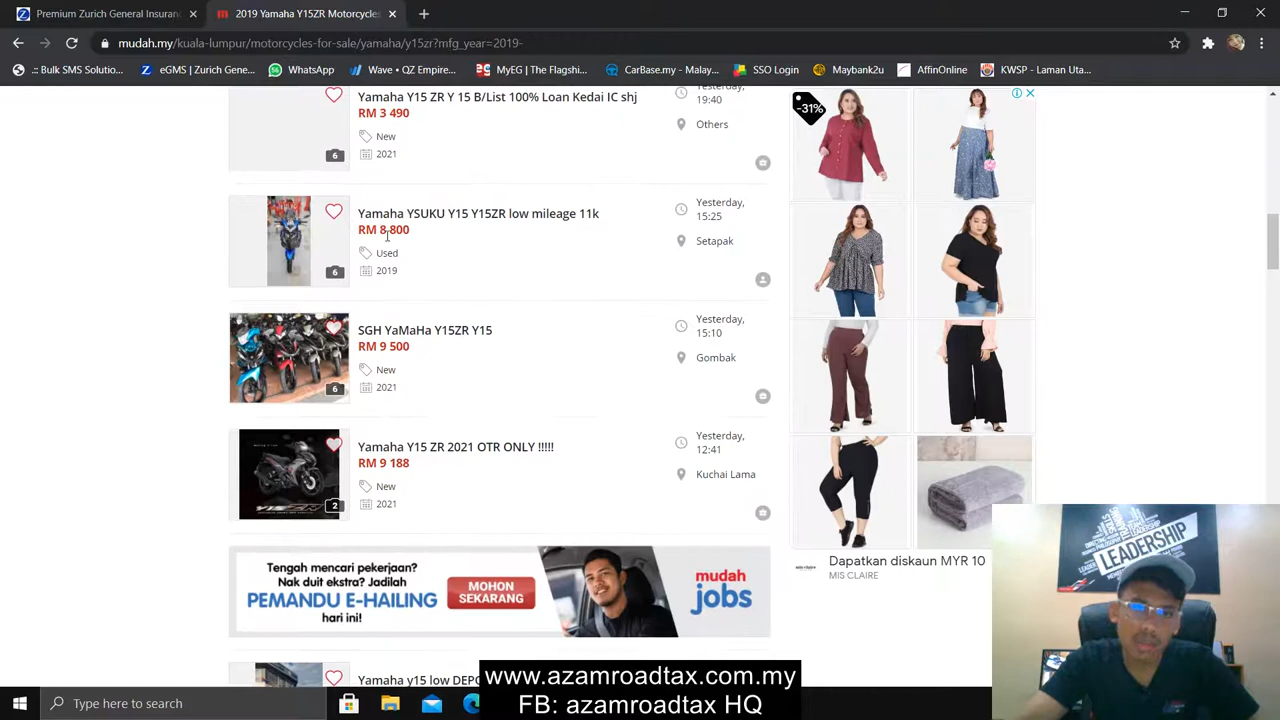 Premium Zurich General Insuranc
2019 Yamaha Y15ZR Motorcycles
mudah.my/kuala-lumpur/motorcycles-for-sale/yamaha/y15zr?mfg_year=2019-
.:: Bulk SMS Solutio...
eGMS | Zurich Gene...
WhatsApp
Wave • QZ Empire...
MyEG | The Flagshi...
CarBase.my - Malay...
SSO Login
Maybank2u
AffinOnline
KWSP - Laman Uta...
Yamaha Y15 ZR Y 15 B/List 100% Loan Kedai IC shj
RM 3 490
New
2021
6
Yesterday,
19:40
Others
Yamaha YSUKU Y15 Y15ZR low mileage 11k
RM 8 800
Used
2019
6
Yesterday,
15:25
Setapak
SGH YaMaHa Y15ZR Y15
RM 9 500
New
2021
6
Yesterday,
15:10
Gombak
Yamaha Y15 ZR 2021 OTR ONLY !!!!!
RM 9 188
New
2021
2
Yesterday,
12:41
Kuchai Lama
-31%
Dapatkan diskaun MYR 10
MIS CLAIRE
Tengah mencari pekerjaan?
Nak duit ekstra? Jadilah
PEMANDU E-HAILING
hari ini!
MOHON
SEKARANG
mudah
jobs
LEADERSHIP
Yamaha y15 low DEPO
www.azamroadtax.com.my
FB: azamroadtax HQ
Type here to search